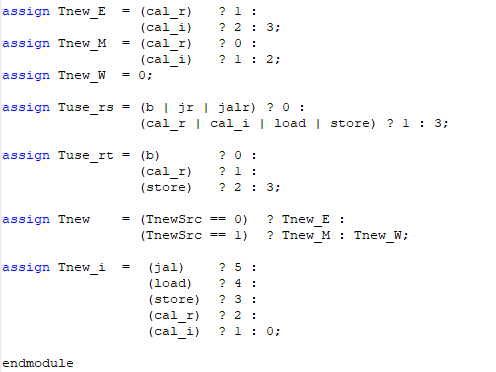 assign Tnew_E  = (cal_r)   ? 1 :
                 (cal_i)   ? 2 : 3;
assign Tnew_M  = (cal_r)   ? 0 :
                 (cal_i)   ? 1 : 2;
assign Tnew_W  = 0;
assign Tuse_rs = (b | jr | jalr) ? 0 :
                 (cal_r | cal_i | load | store) ? 1 : 3;
assign Tuse_rt = (b)       ? 0 :
                 (cal_r)   ? 1 :
                 (store)   ? 2 : 3;
assign Tnew    = (TnewSrc == 0)  ? Tnew_E :
                 (TnewSrc == 1)  ? Tnew_M : Tnew_W;
assign Tnew_i  =  (jal)    ? 5 :
                  (load)   ? 4 :
                  (store)  ? 3 :
                  (cal_r)  ? 2 :
                  (cal_i)  ? 1 : 0;
endmodule